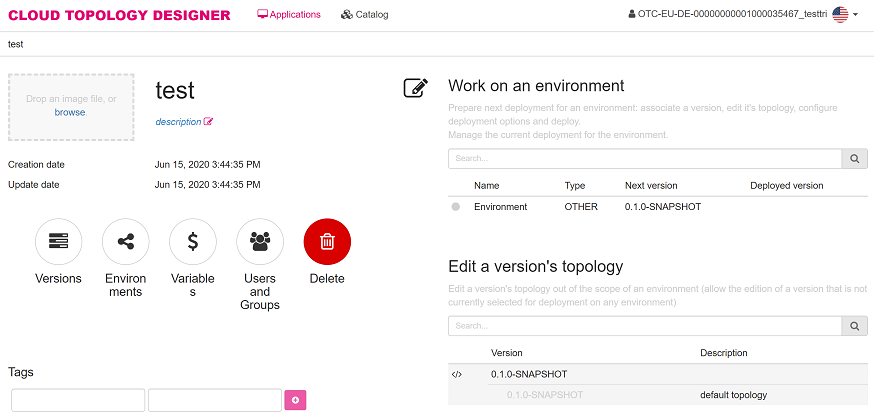 CLOUD TOPOLOGY DESIGNER
Applications
Catalog
OTC-EU-DE-00000000001000035467_testtri
test
Drop an image file, or
browse
test
description
Creation date
Jun 15, 2020 3:44:35 PM
Update date
Jun 15, 2020 3:44:35 PM
Versions
Environ
ments
Variable
s
Users
and
Groups
Delete
Tags
Work on an environment
Prepare next deployment for an environment: associate a version, edit it's topology, configure
deployment options and deploy.
Manage the current deployment for the environment.
Search...
Name Type Next version Deployed version
Environment OTHER 0.1.0-SNAPSHOT
Edit a version's topology
Edit a version's topology out of the scope of an environment (allow the edition of a version that is not
currently selected for deployment on any environment)
Search...
Version Description
0.1.0-SNAPSHOT
0.1.0-SNAPSHOT default topology